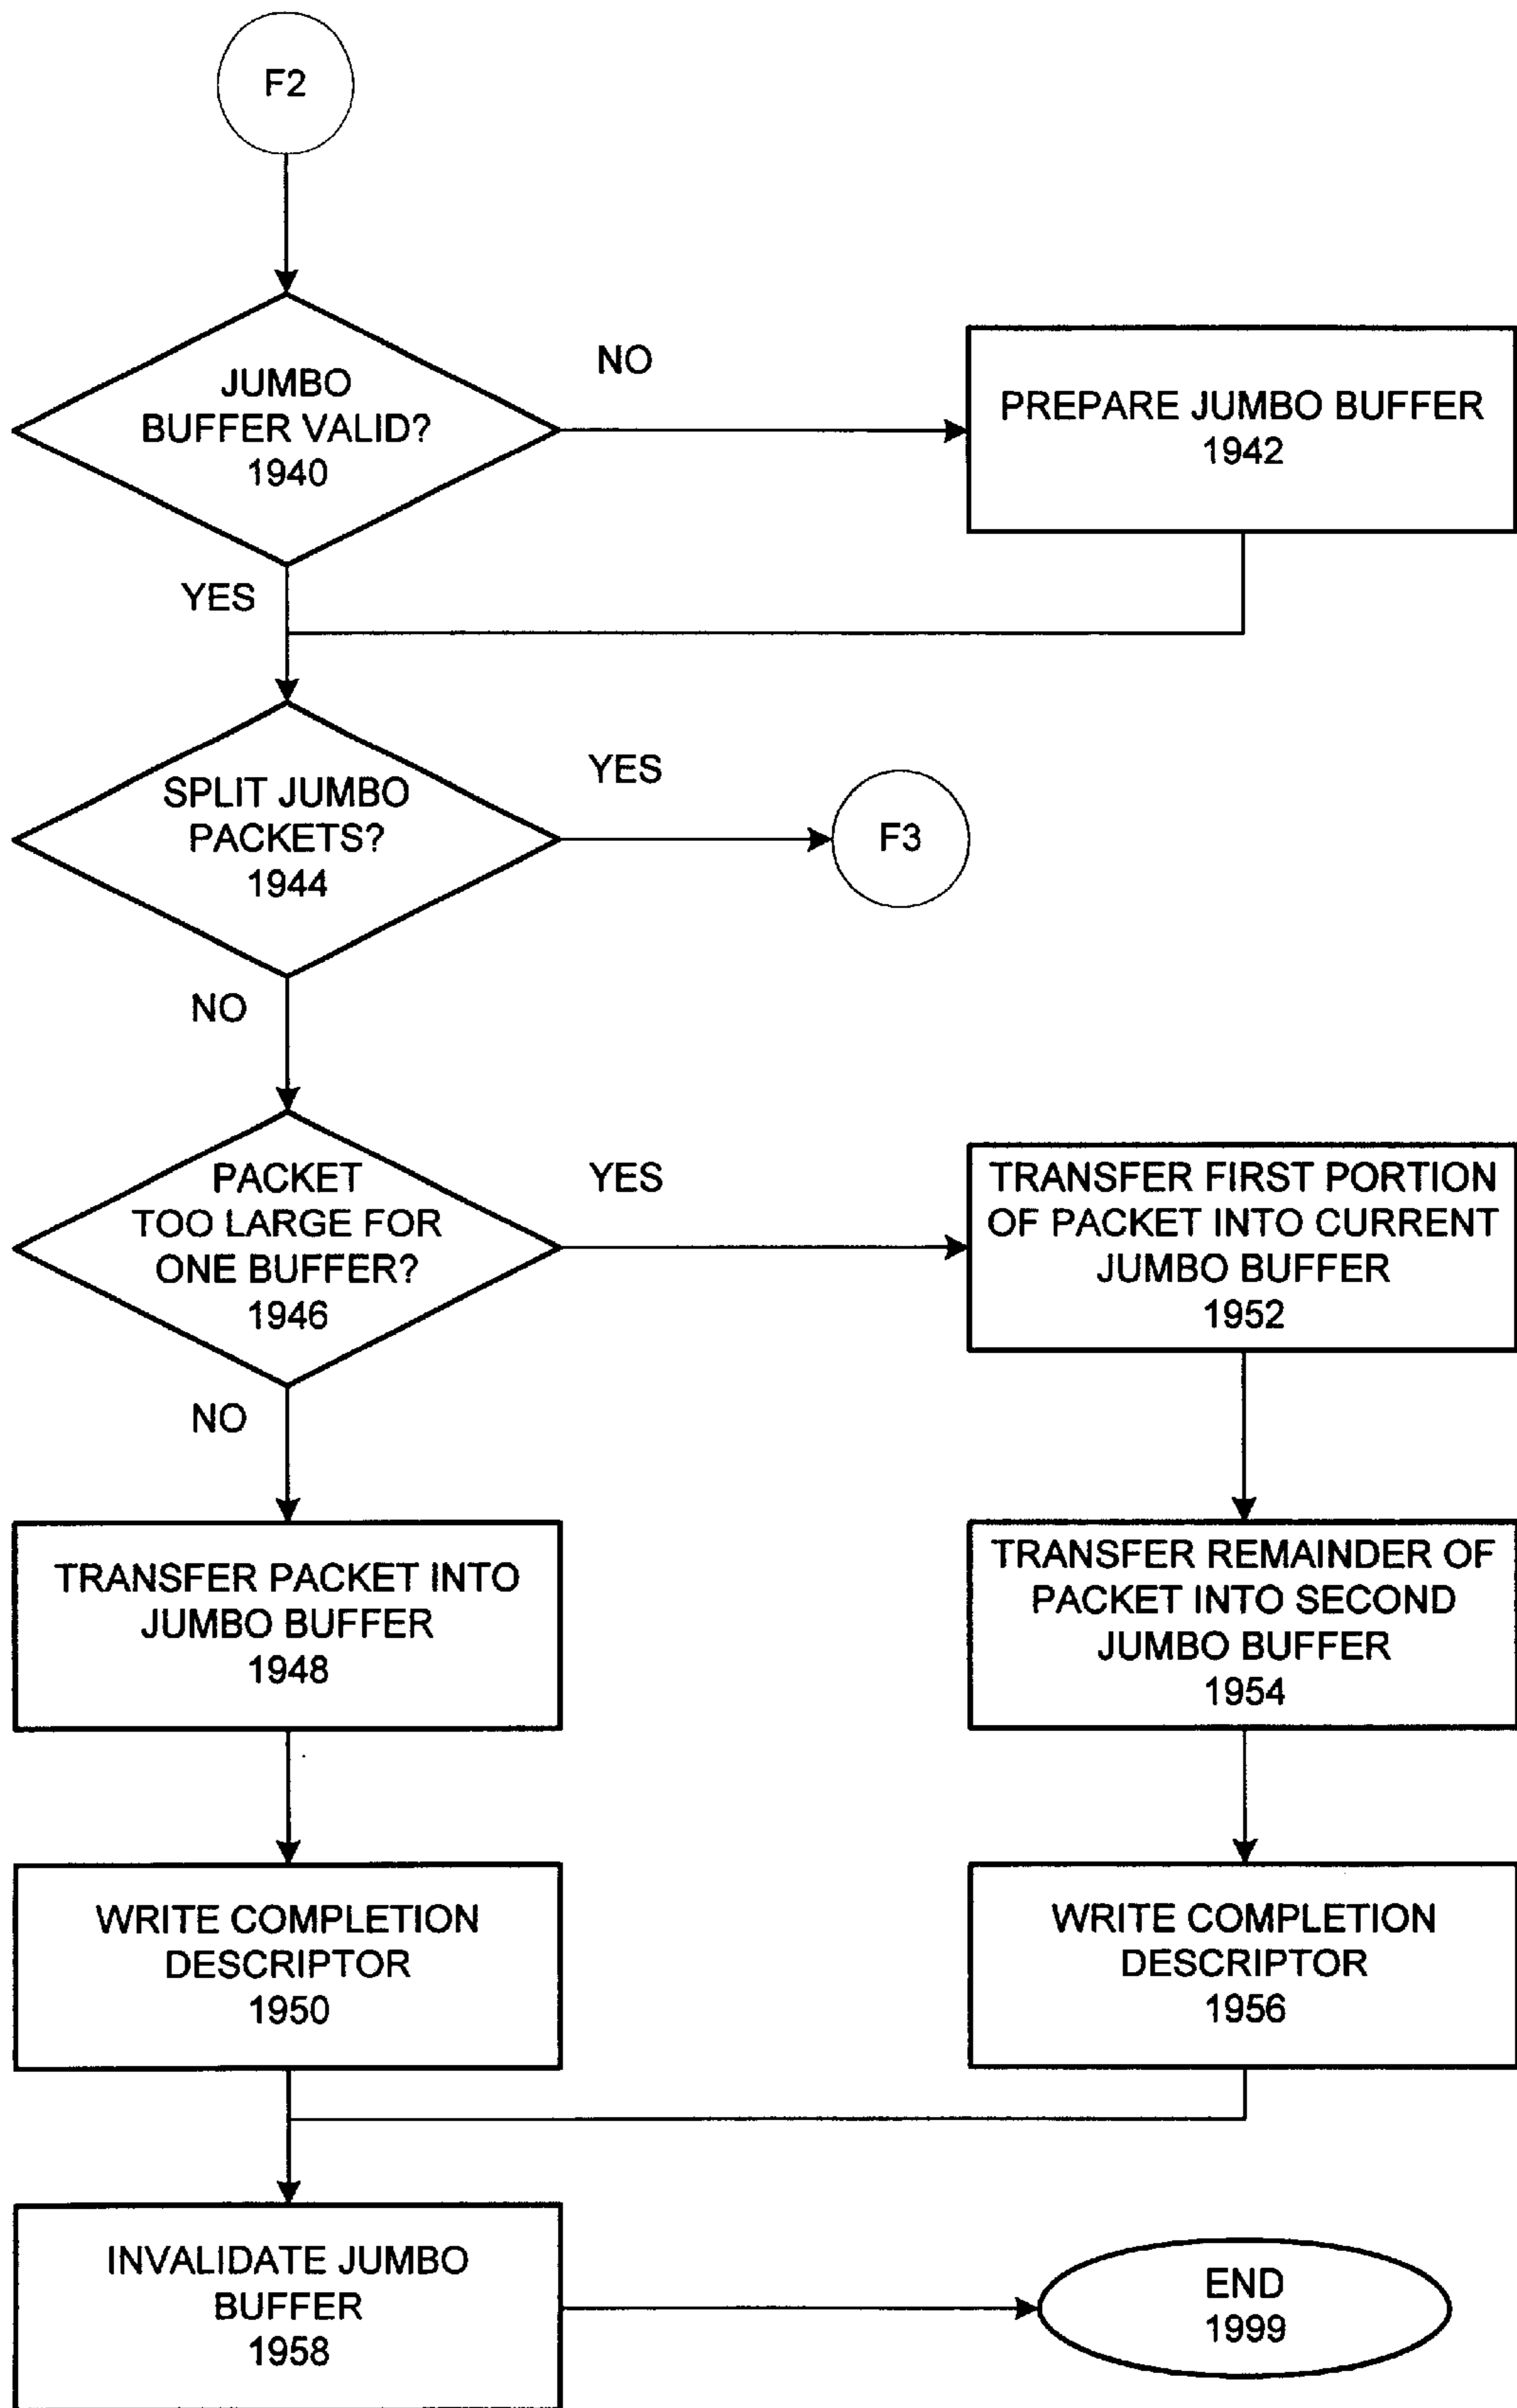 F2
JUMBO
BUFFER VALID?
1940
NO
PREPARE JUMBO BUFFER
1942
YES
SPLIT JUMBO
PACKETS?
1944
YES
F3
NO
PACKET
TOO LARGE FOR
ONE BUFFER?
1946
YES
TRANSFER FIRST PORTION
OF PACKET INTO CURRENT
JUMBO BUFFER
1952
NO
TRANSFER PACKET INTO
JUMBO BUFFER
1948
TRANSFER REMAINDER OF
PACKET INTO SECOND
JUMBO BUFFER
1954
WRITE COMPLETION
DESCRIPTOR
1950
WRITE COMPLETION
DESCRIPTOR
1956
INVALIDATE JUMBO
BUFFER
1958
END
1999